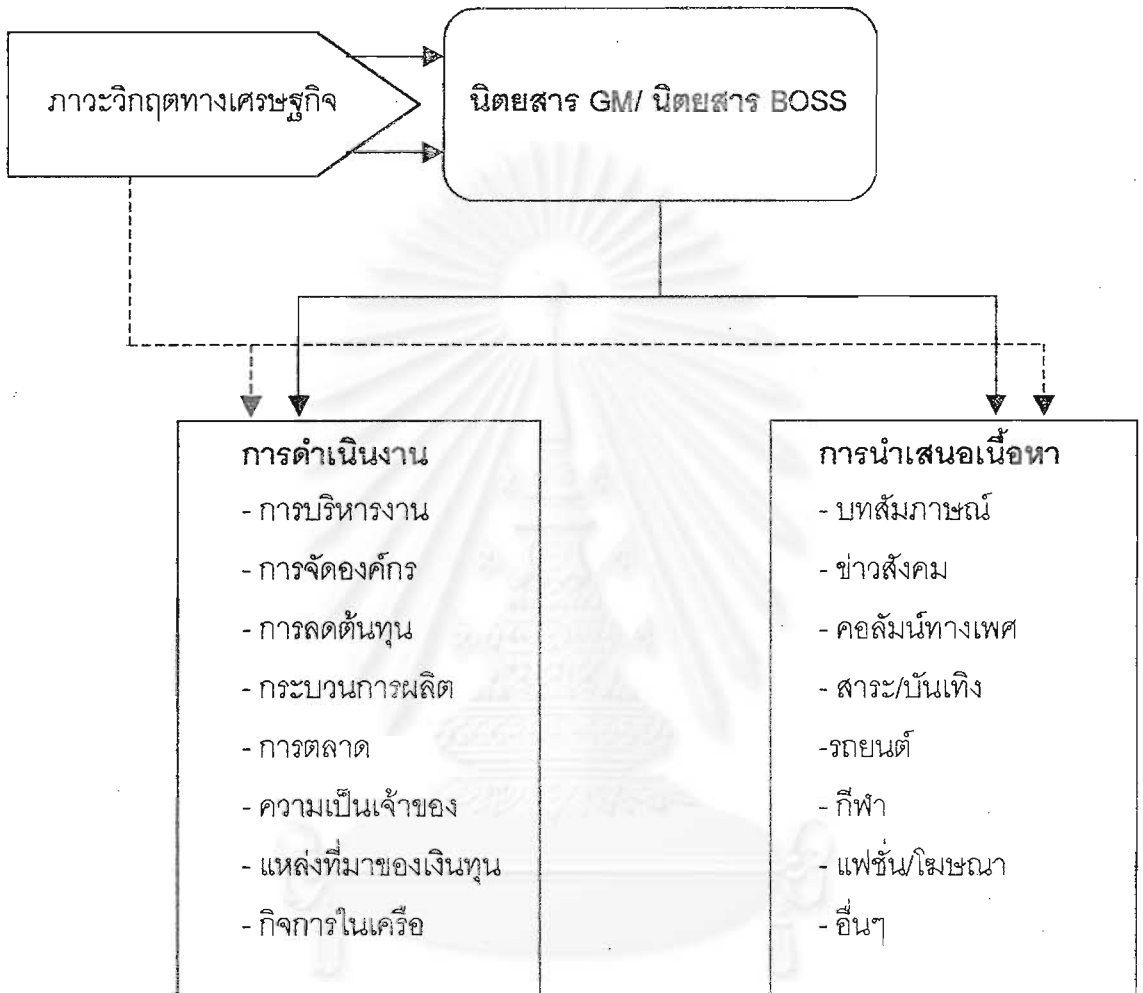 ภาวะวิกฤตทางเศรษฐกิจ
นิตยสาร GM/ นิตยสาร BOSS
การดำเนินงาน
- การบริหารงาน
- การจัดองค์กร
- การลดต้นทุน
- กระบวนการผลิต
- การตลาด
- ความเป็นเจ้าของ
- แหล่งที่มาของเงินทุน
- กิจการในเครือ
การนำเสนอเนื้อหา
- บทสัมภาษณ์
- ข่าวสังคม
- คอลัมน์ทางเพศ
- สาระ/บันเทิง
-รถยนต์
- กีฬา
- แฟชั่น/โฆษณา
- อื่นๆ